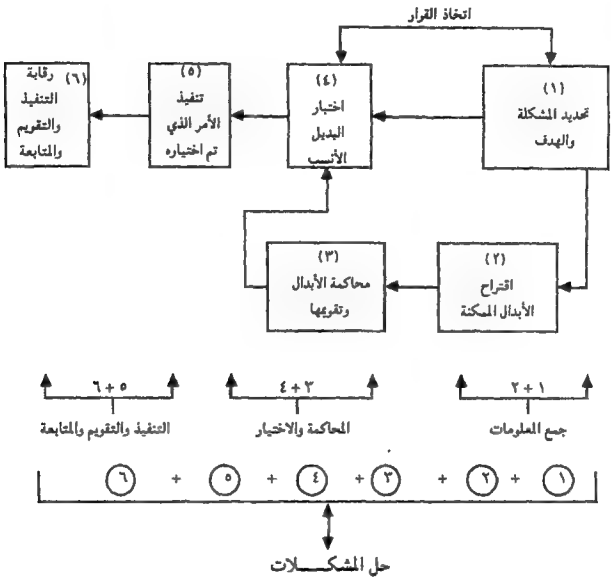 اتخاذ القرار
(١)
تحديد المشكلة
والهدف
(٤)
اختبار
البديل
الأنسب
(٥)
تنفيذ
الأمر الذي
تم اختياره
(٦) رقابة
التنفيذ
والتقويم
والمتابعة
(٢)
اقتراح
الأبدال الممكنة
(٣)
محاكمة الأبدال
وتقويمها
١ + ٢
جمع المعلومات
٣ + ٤
المحاكمة والاختيار
٥ + ٦
التنفيذ والتقويم والمتابعة
١ + ٢ + ٣ + ٤ + ٥ + ٦
حل المشكـــــلات